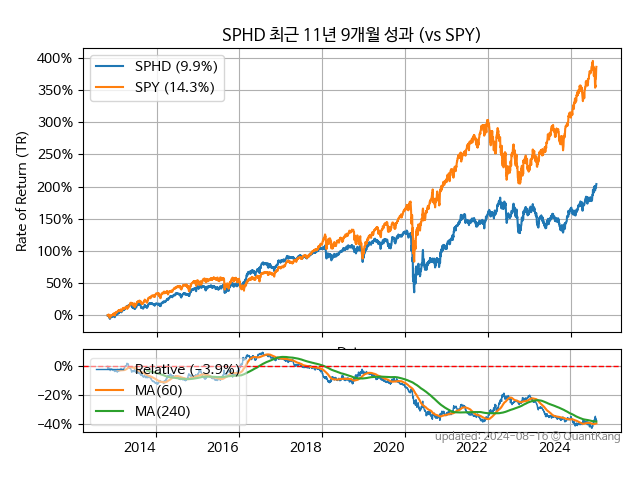 SPHD 최근 11년 9개월 성과 (vs SPY)
Rate of Return (TR)
400%
350%
300%
250%
200%
150%
100%
50%
0%
SPHD (9.9%)
SPY (14.3%)
0%
−20%
−40%
Relative (−3.9%)
MA(60)
MA(240)
2014
2016
2018
2020
2022
2024
updated: 2024-08-16 © QuantKang